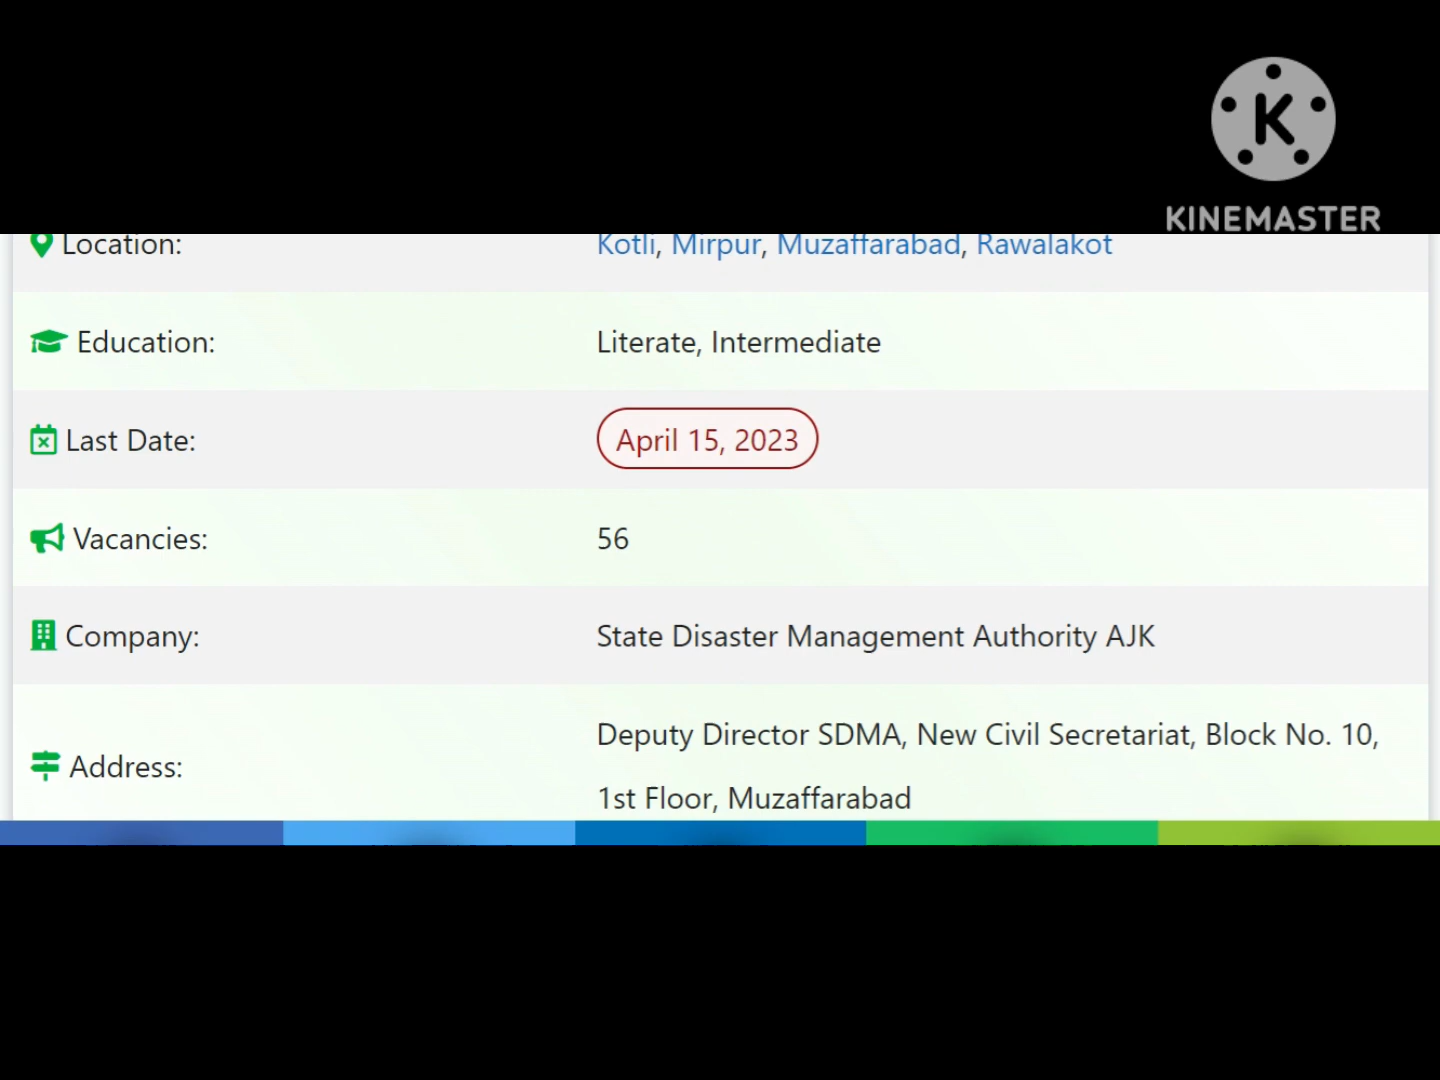 K
KINEMASTER
Location: Kotli, Mirpur, Muzaffarabad, Rawalakot
Education: Literate, Intermediate
Last Date: April 15, 2023
Vacancies: 56
Company: State Disaster Management Authority AJK
Address: Deputy Director SDMA, New Civil Secretariat, Block No. 10,
1st Floor, Muzaffarabad